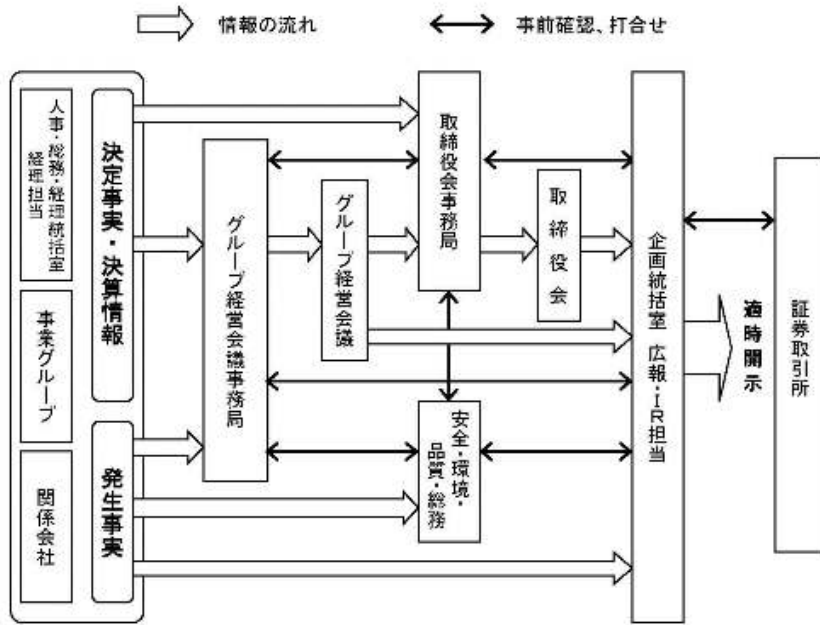 情報の流れ
事前確認、打合せ
人事・総務・経理統括室
経理担当
事業グループ
関係会社
決定事実・決算情報
発生事実
グループ経営会議事務局
グループ経営会議
取締役会事務局
取締役会
安全・環境・
品質・総務
企画統括室 広報・IR担当
適時開示
証券取引所